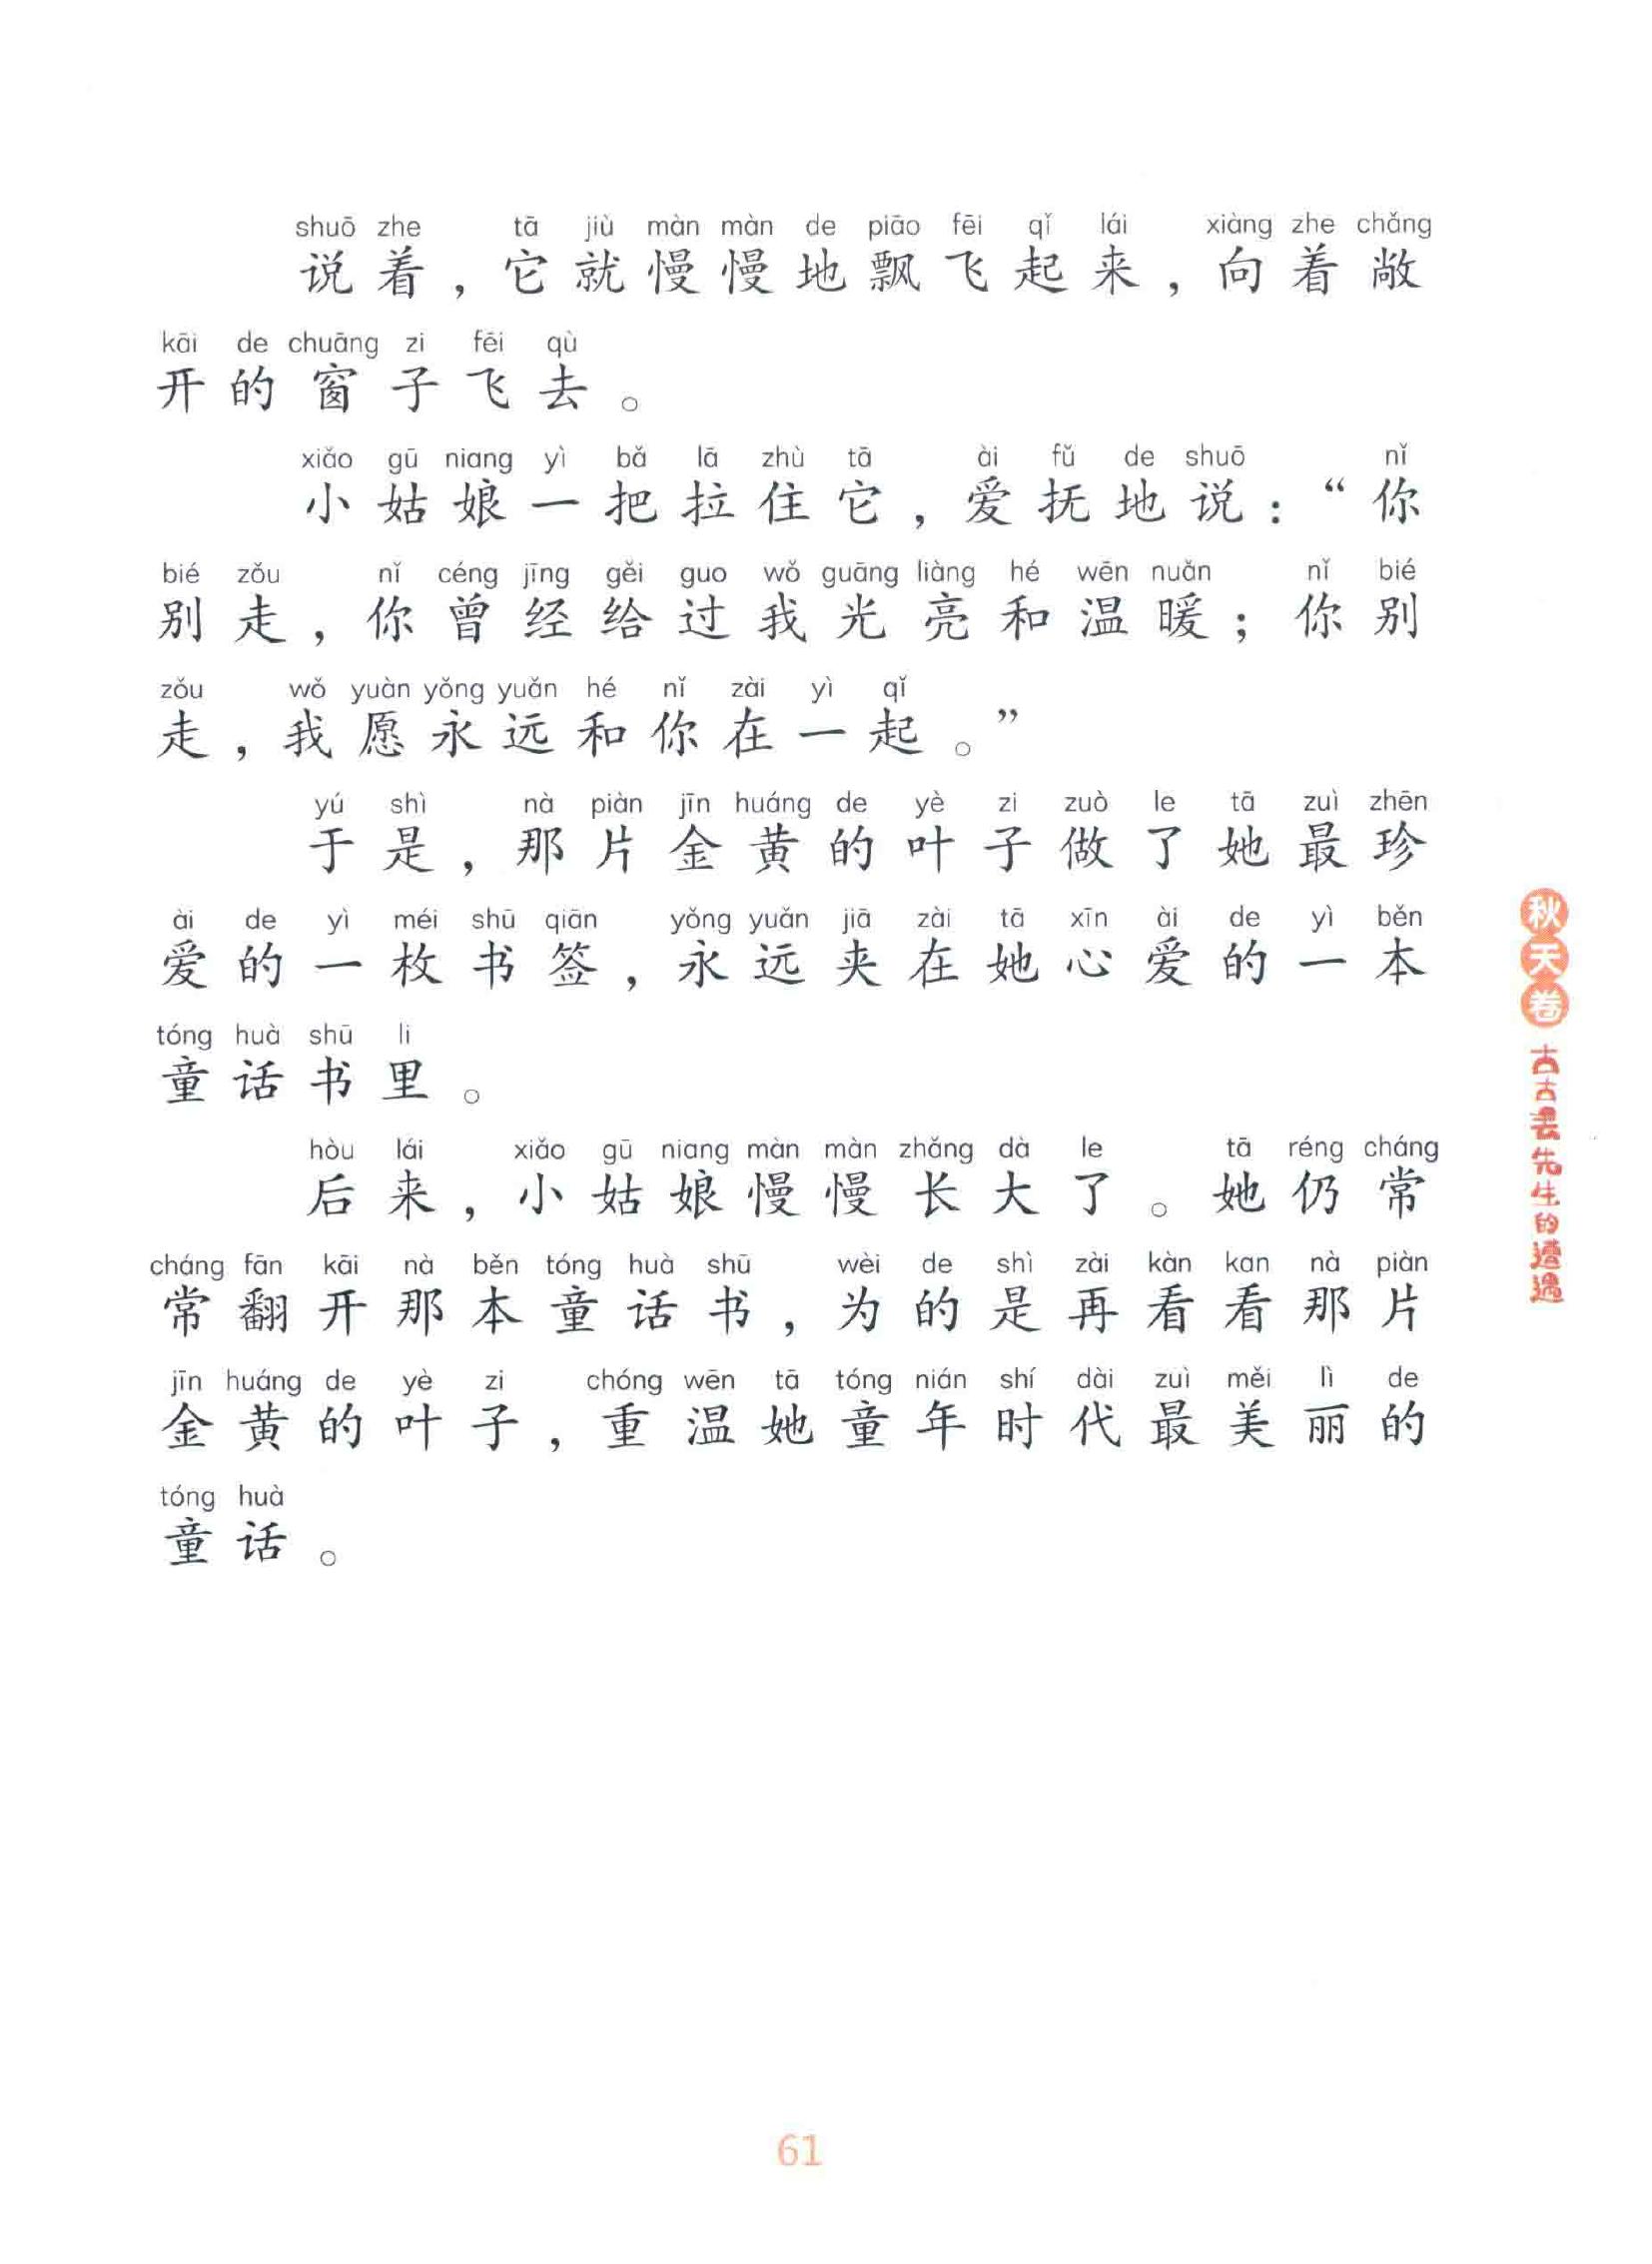 shuō zhe tā jiù màn màn de piāo fēi qǐ lái xiàng zhe chǎng
说着，它就慢慢地飘飞起来，向着敞
kāi de chuāng zi fēi qù
开的窗子飞去。
xiǎo gū niang yì bǎ lā zhù tā ài fǔ de shuō nǐ
小姑娘一把拉住它，爱抚地说：“你
bié zǒu nǐ céng jīng gěi guo wǒ guāng liàng hé wēn nuǎn nǐ bié
别走，你曾经给过我光亮和温暖；你别
zǒu wǒ yuàn yǒng yuǎn hé nǐ zài yì qǐ
走，我愿永远和你在一起。”
yú shì nà piàn jīn huáng de yè zi zuò le tā zuì zhēn
于是，那片金黄的叶子做了她最珍
ài de yì méi shū qiān yǒng yuǎn jiā zài tā xīn ài de yì běn
爱的一枚书签，永远夹在她心爱的一本
tóng huà shū li
童话书里。
hòu lái xiǎo gū niang màn màn zhǎng dà le tā réng cháng
后来，小姑娘慢慢长大了。她仍常
cháng fān kāi nà běn tóng huà shū wèi de shì zài kàn kan nà piàn
常翻开那本童话书，为的是再看看那片
jīn huáng de yè zi chóng wēn tā tóng nián shí dài zuì měi lì de
金黄的叶子，重温她童年时代最美丽的
tóng huà
童话。
秋天卷
古古丢先生的遭遇
61